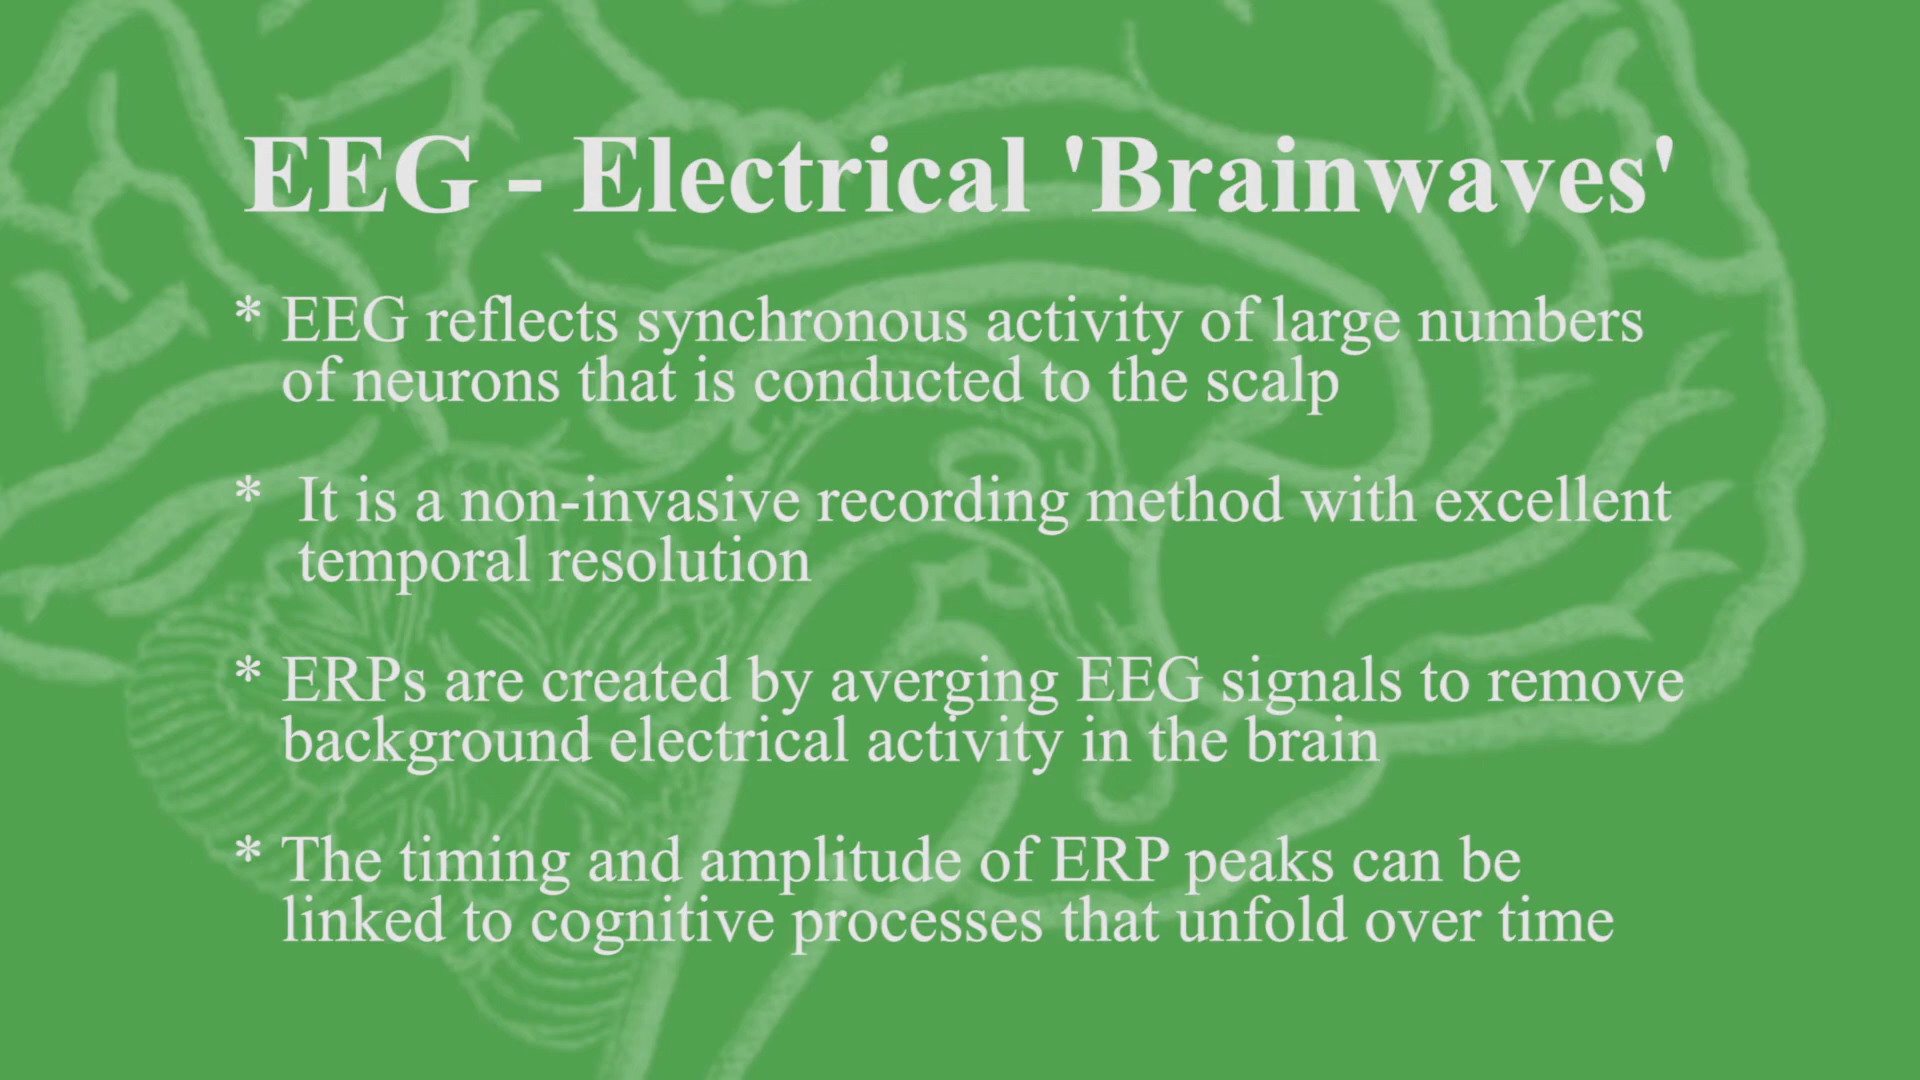 EEG - Electrical 'Brainwaves'
* EEG reflects synchronous activity of large numbers
of neurons that is conducted to the scalp
* It is a non-invasive recording method with excellent
temporal resolution
* ERPs are created by averging EEG signals to remove
background electrical activity in the brain
* The timing and amplitude of ERP peaks can be
linked to cognitive processes that unfold over time